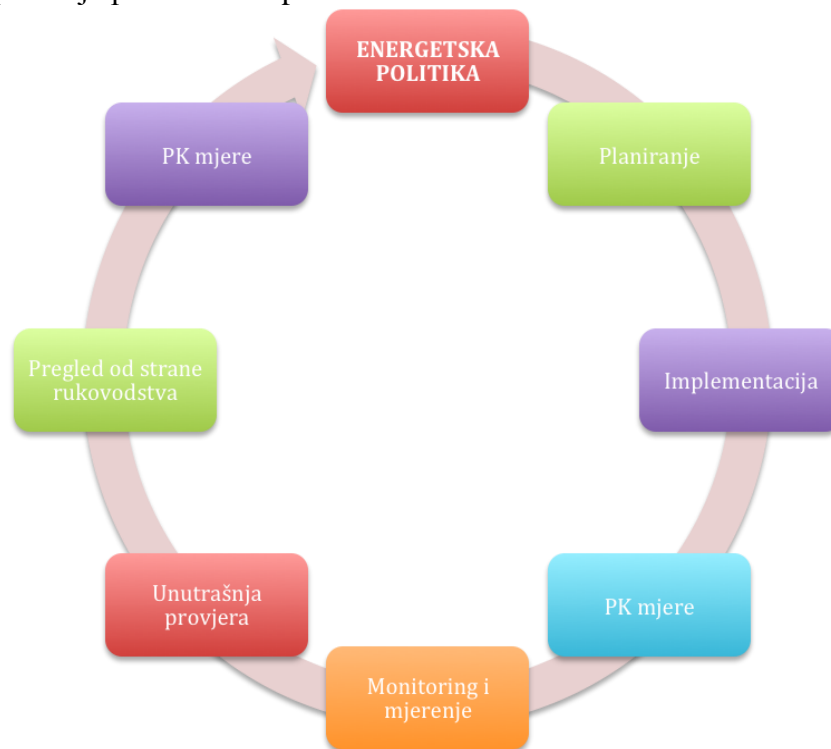 ENERGETSKA
POLITIKA
Planiranje
Implementacija
PK mjere
Monitoring i
mjerenje
Unutrašnja
provjera
Pregled od strane
rukovodstva
PK mjere